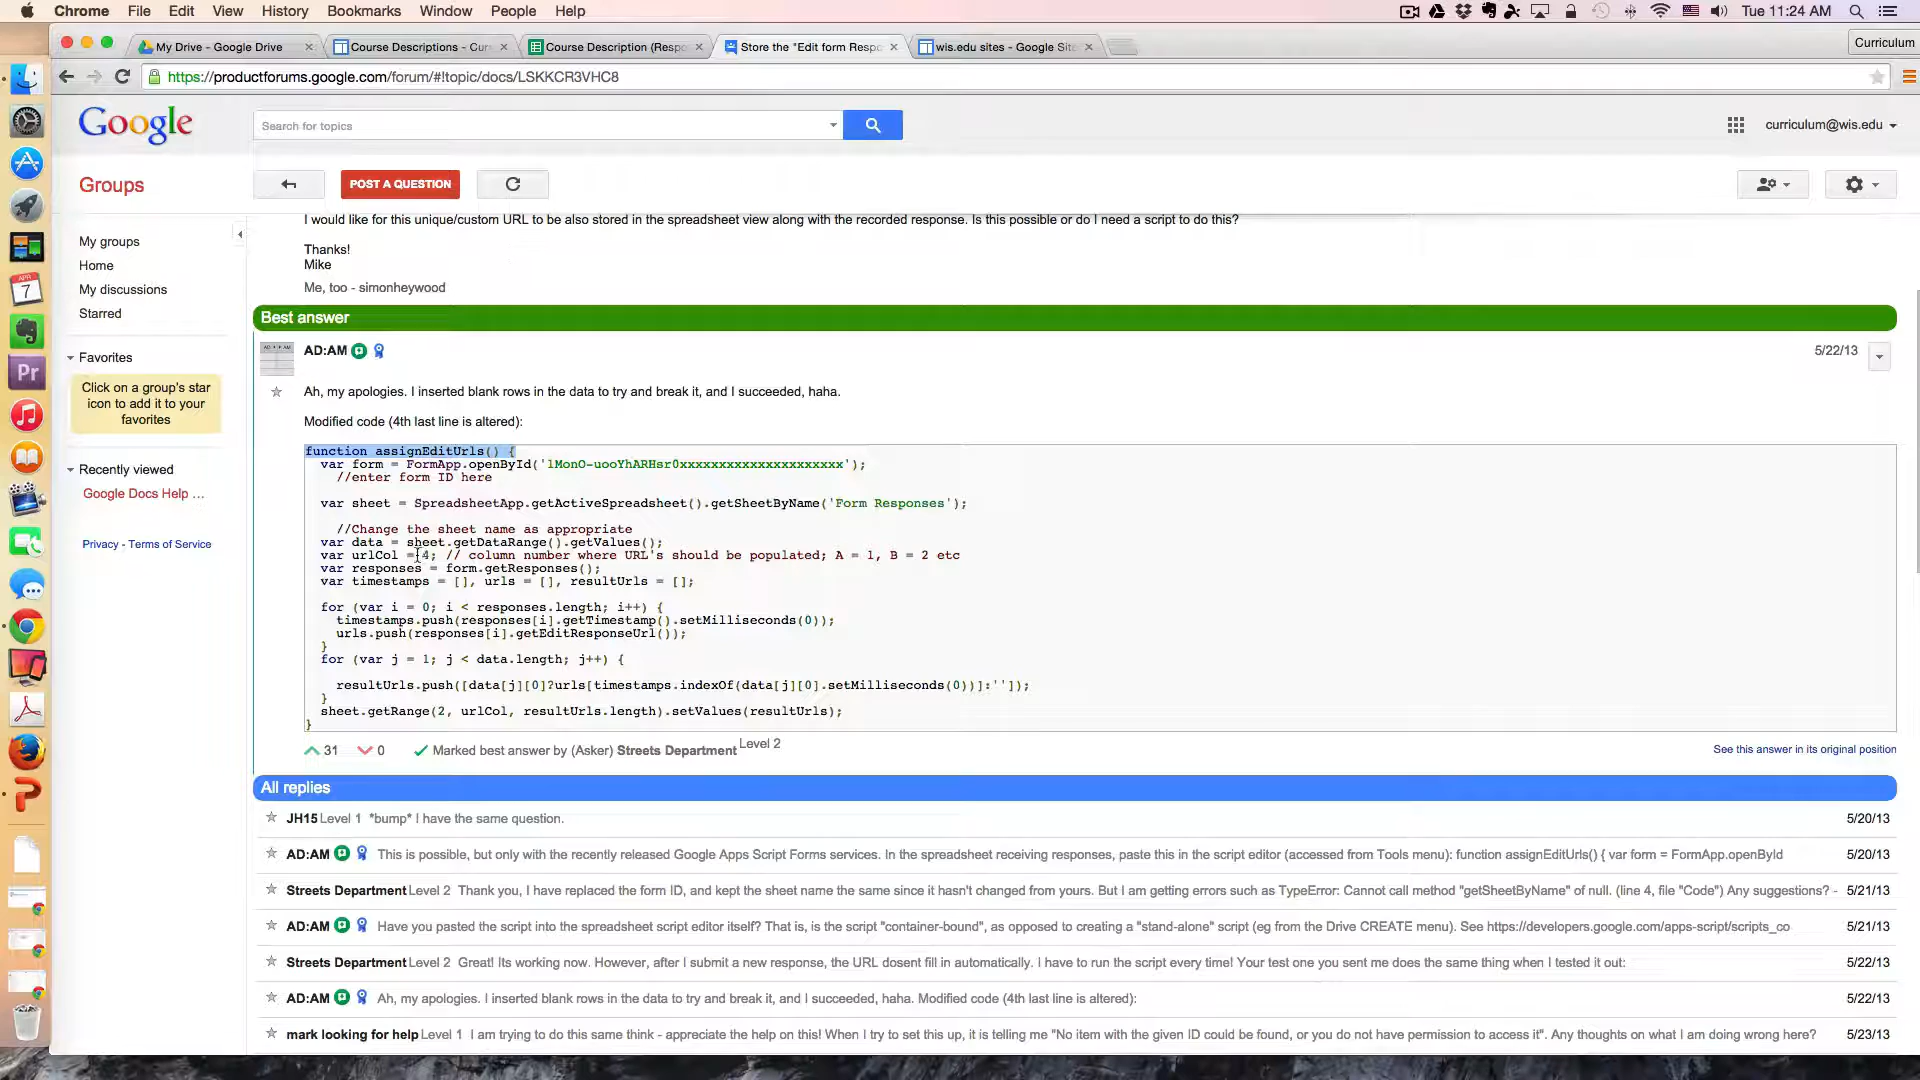 Chrome File Edit View History Bookmarks Window People Help Tue 11:24 AM
My Drive - Google Drive Course Descriptions - Cur Course Description (Respo Store the "Edit form Respo wis.edu sites - Google Site Curriculum
https://productforums.google.com/forum/#!topic/docs/LSKKCR3VHC8
Google Search for topics curriculum@wis.edu
Groups POST A QUESTION
I would like for this unique/custom URL to be also stored in the spreadsheet view along with the recorded response. Is this possible or do I need a script to do this?
My groups
Home
My discussions
Starred
Favorites
Click on a group's star
icon to add it to your
favorites
Recently viewed
Google Docs Help ...
Privacy - Terms of Service
Thanks!
Mike
Me, too - simonheywood
Best answer
AD:AM 5/22/13
Ah, my apologies. I inserted blank rows in the data to try and break it, and I succeeded, haha.
Modified code (4th last line is altered):
function assignEditUrls() {
var form = FormApp.openById('1MonO-uooYhARHsr0xxxxxxxxxxxxxxxxxxxxx');
//enter form ID here
var sheet = SpreadsheetApp.getActiveSpreadsheet().getSheetByName('Form Responses');
//Change the sheet name as appropriate
var data = sheet.getDataRange().getValues();
var urlCol = 4; // column number where URL's should be populated; A = 1, B = 2 etc
var responses = form.getResponses();
var timestamps = [], urls = [], resultUrls = [];
for (var i = 0; i < responses.length; i++) {
timestamps.push(responses[i].getTimestamp().setMilliseconds(0));
urls.push(responses[i].getEditResponseUrl());
}
for (var j = 1; j < data.length; j++) {
resultUrls.push([data[j][0]?urls[timestamps.indexOf(data[j][0].setMilliseconds(0))]:'']);
}
sheet.getRange(2, urlCol, resultUrls.length).setValues(resultUrls);
}
31 0 Marked best answer by (Asker) Streets Department Level 2 See this answer in its original position
All replies
JH15 Level 1 *bump* I have the same question. 5/20/13
AD:AM This is possible, but only with the recently released Google Apps Script Forms services. In the spreadsheet receiving responses, paste this in the script editor (accessed from Tools menu): function assignEditUrls() { var form = FormApp.openById 5/20/13
Streets Department Level 2 Thank you, I have replaced the form ID, and kept the sheet name the same since it hasn't changed from yours. But I am getting errors such as TypeError: Cannot call method "getSheetByName" of null. (line 4, file "Code") Any suggestions? - 5/21/13
AD:AM Have you pasted the script into the spreadsheet script editor itself? That is, is the script "container-bound", as opposed to creating a "stand-alone" script (eg from the Drive CREATE menu). See https://developers.google.com/apps-script/scripts_co 5/21/13
Streets Department Level 2 Great! Its working now. However, after I submit a new response, the URL dosent fill in automatically. I have to run the script every time! Your test one you sent me does the same thing when I tested it out: 5/22/13
AD:AM Ah, my apologies. I inserted blank rows in the data to try and break it, and I succeeded, haha. Modified code (4th last line is altered): 5/22/13
mark looking for help Level 1 I am trying to do this same think - appreciate the help on this! When I try to set this up, it is telling me "No item with the given ID could be found, or you do not have permission to access it". Any thoughts on what I am doing wrong here? 5/23/13
APR
7
Pr